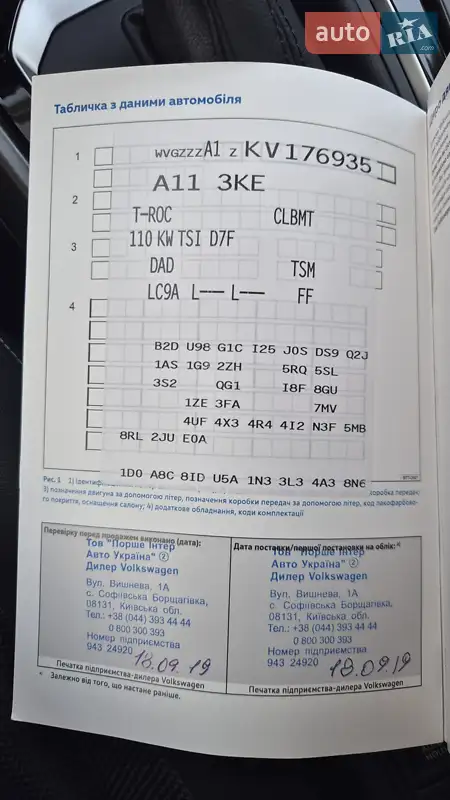 auto RIA .com
Табличка з даними автомобіля
1 WVGZZZ A1 Z KV176935
A11 3KE
2
T-ROC CLBMT
3 110 KW TSI D7F
DAD TSM
LC9A L-- L-- FF
4
B2D U98 G1C I25 J0S DS9 Q2J
1AS 1G9 2ZH 5RQ 5SL
3S2 QG1 I8F 8GU
1ZE 3FA 7MV
4UF 4X3 4R4 4I2 N3F 5MB
8RL 2JU E0A
1D0 A8C 8ID U5A 1N3 3L3 4A3 8N6
Рис. 1 1) Ідентифі коробка передач;
3) позначення двигуна за допомогою літер, позначення коробки передач за допомогою літер, код лакофарбово-
го покриття, оснащення салону; 4) додаткове обладнання, коди комплектації
Перевірку перед продажем виконано (дата):
Тов "Порше Інтер
Авто Україна" ②
Дилер Volkswagen
Вул. Вишнева, 1А
с. Софіївська Борщагівка,
08131, Київська обл.
Тел.: +38 (044) 393 44 44
0 800 300 393
Номер підприємства
943 24920
18.09.19
Печатка підприємства-дилера Volkswagen
Дата поставки/першої постановки на облік: *)
Тов "Порше Інтер
Авто Україна" ②
Дилер Volkswagen
Вул. Вишнева, 1А
с. Софіївська Борщагівка,
08131, Київська обл.
Тел.: +38 (044) 393 44 44
0 800 300 393
Номер підприємства
943 24920
18.09.19
Печатка підприємства-дилера Volkswagen
* Залежно від того, що настане раніше.